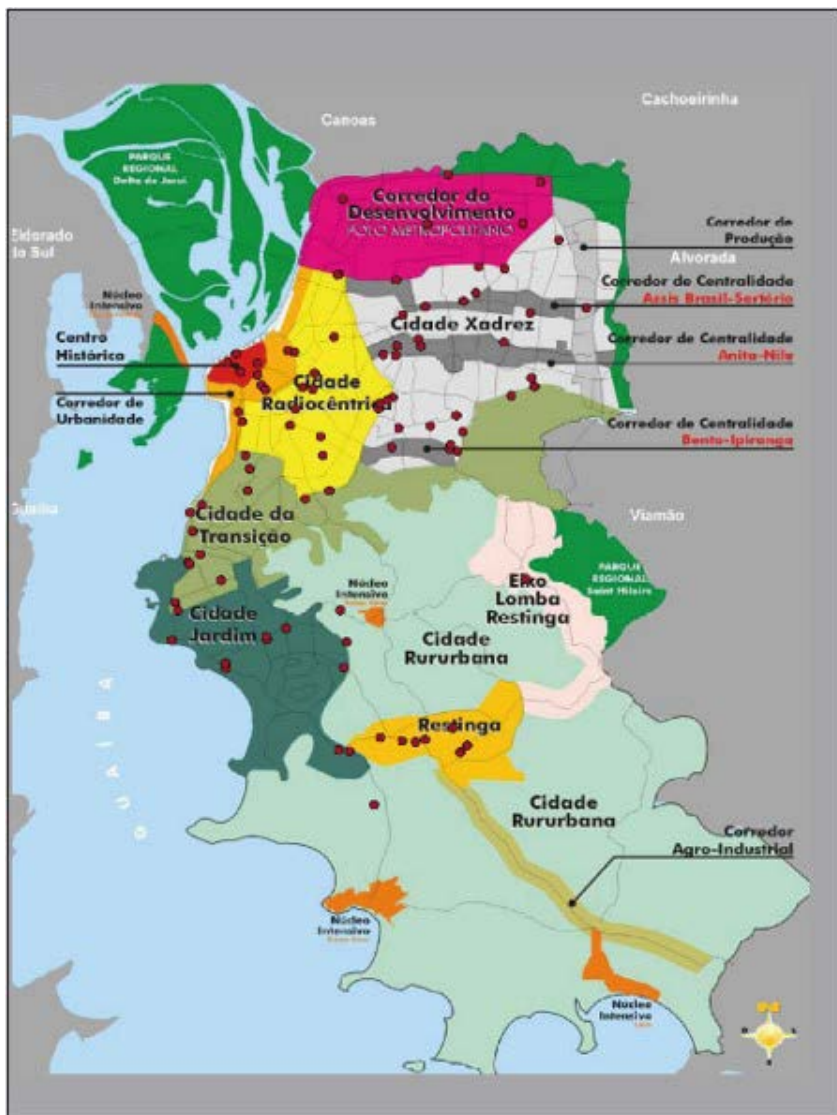 Cachoeirinha
Canoas
PARQUE
REGIONAL
Delta do Jacuí
Corredor do
Desenvolvimento
POLO METROPOLITANO
Eldorado
do Sul
Corredor de
Produção
Alvorada
Núcleo
Intensivo
Corredor de Centralidade
Assis Brasil-Sertório
Centro
Histórico
Cidade Xadrez
Corredor de Centralidade
Anita-Nilo
Cidade
Radiocêntrica
Corredor de
Urbanidade
Corredor de Centralidade
Bento-Ipiranga
Cidade da
Transição
Viamão
PARQUE
REGIONAL
Saint Hilaire
Eixo
Lomba
Restinga
Núcleo
Intensivo
Cidade
Jardim
Cidade
Rururbana
GUAIBA
Restinga
Cidade
Rururbana
Corredor
Agro-Industrial
Núcleo
Intensivo
Núcleo
Intensivo